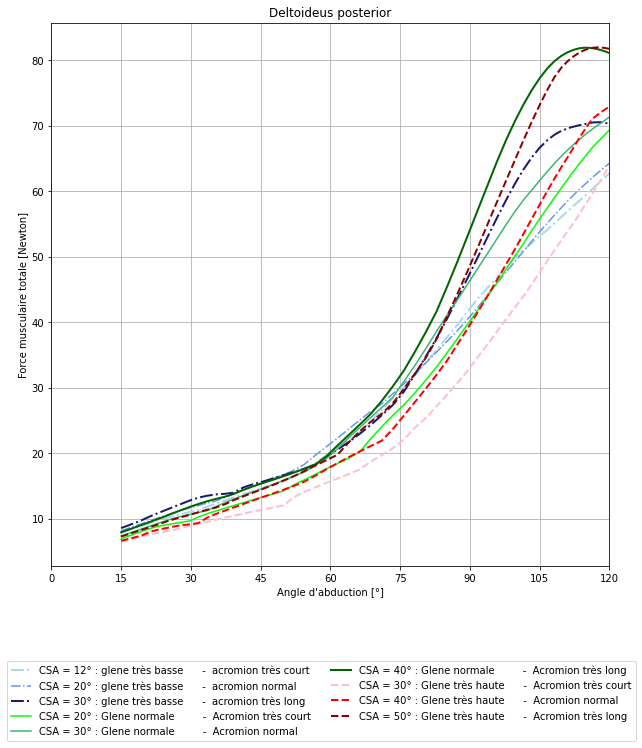 Deltoideus posterior
Force musculaire totale [Newton]
80
70
60
50
40
30
20
10
0 15 30 45 60 75 90 105 120
Angle d'abduction [°]
CSA = 12° : glene très basse - acromion très court
CSA = 20° : glene très basse - acromion normal
CSA = 30° : glene très basse - acromion très long
CSA = 20° : Glene normale - Acromion très court
CSA = 30° : Glene normale - Acromion normal
CSA = 40° : Glene normale - Acromion très long
CSA = 30° : Glene très haute - Acromion très court
CSA = 40° : Glene très haute - Acromion normal
CSA = 50° : Glene très haute - Acromion très long